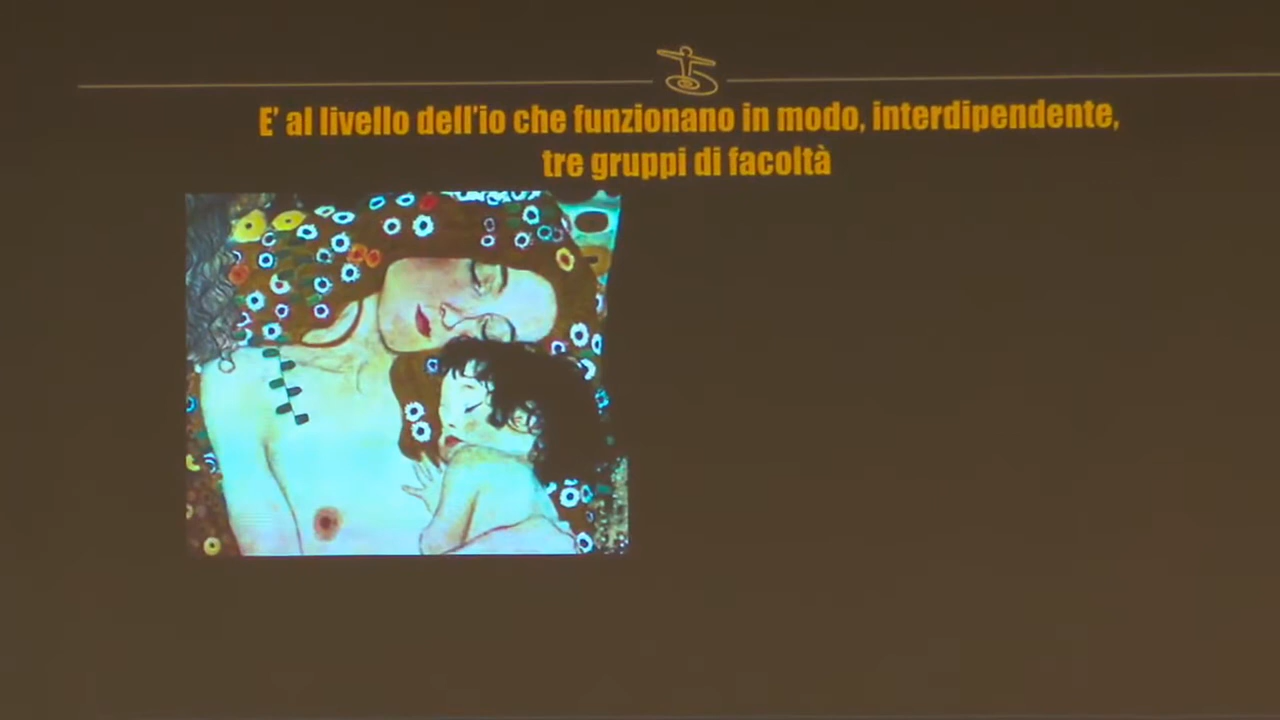 E' al livello dell'io che funzionano in modo, interdipendente,
tre gruppi di facoltà